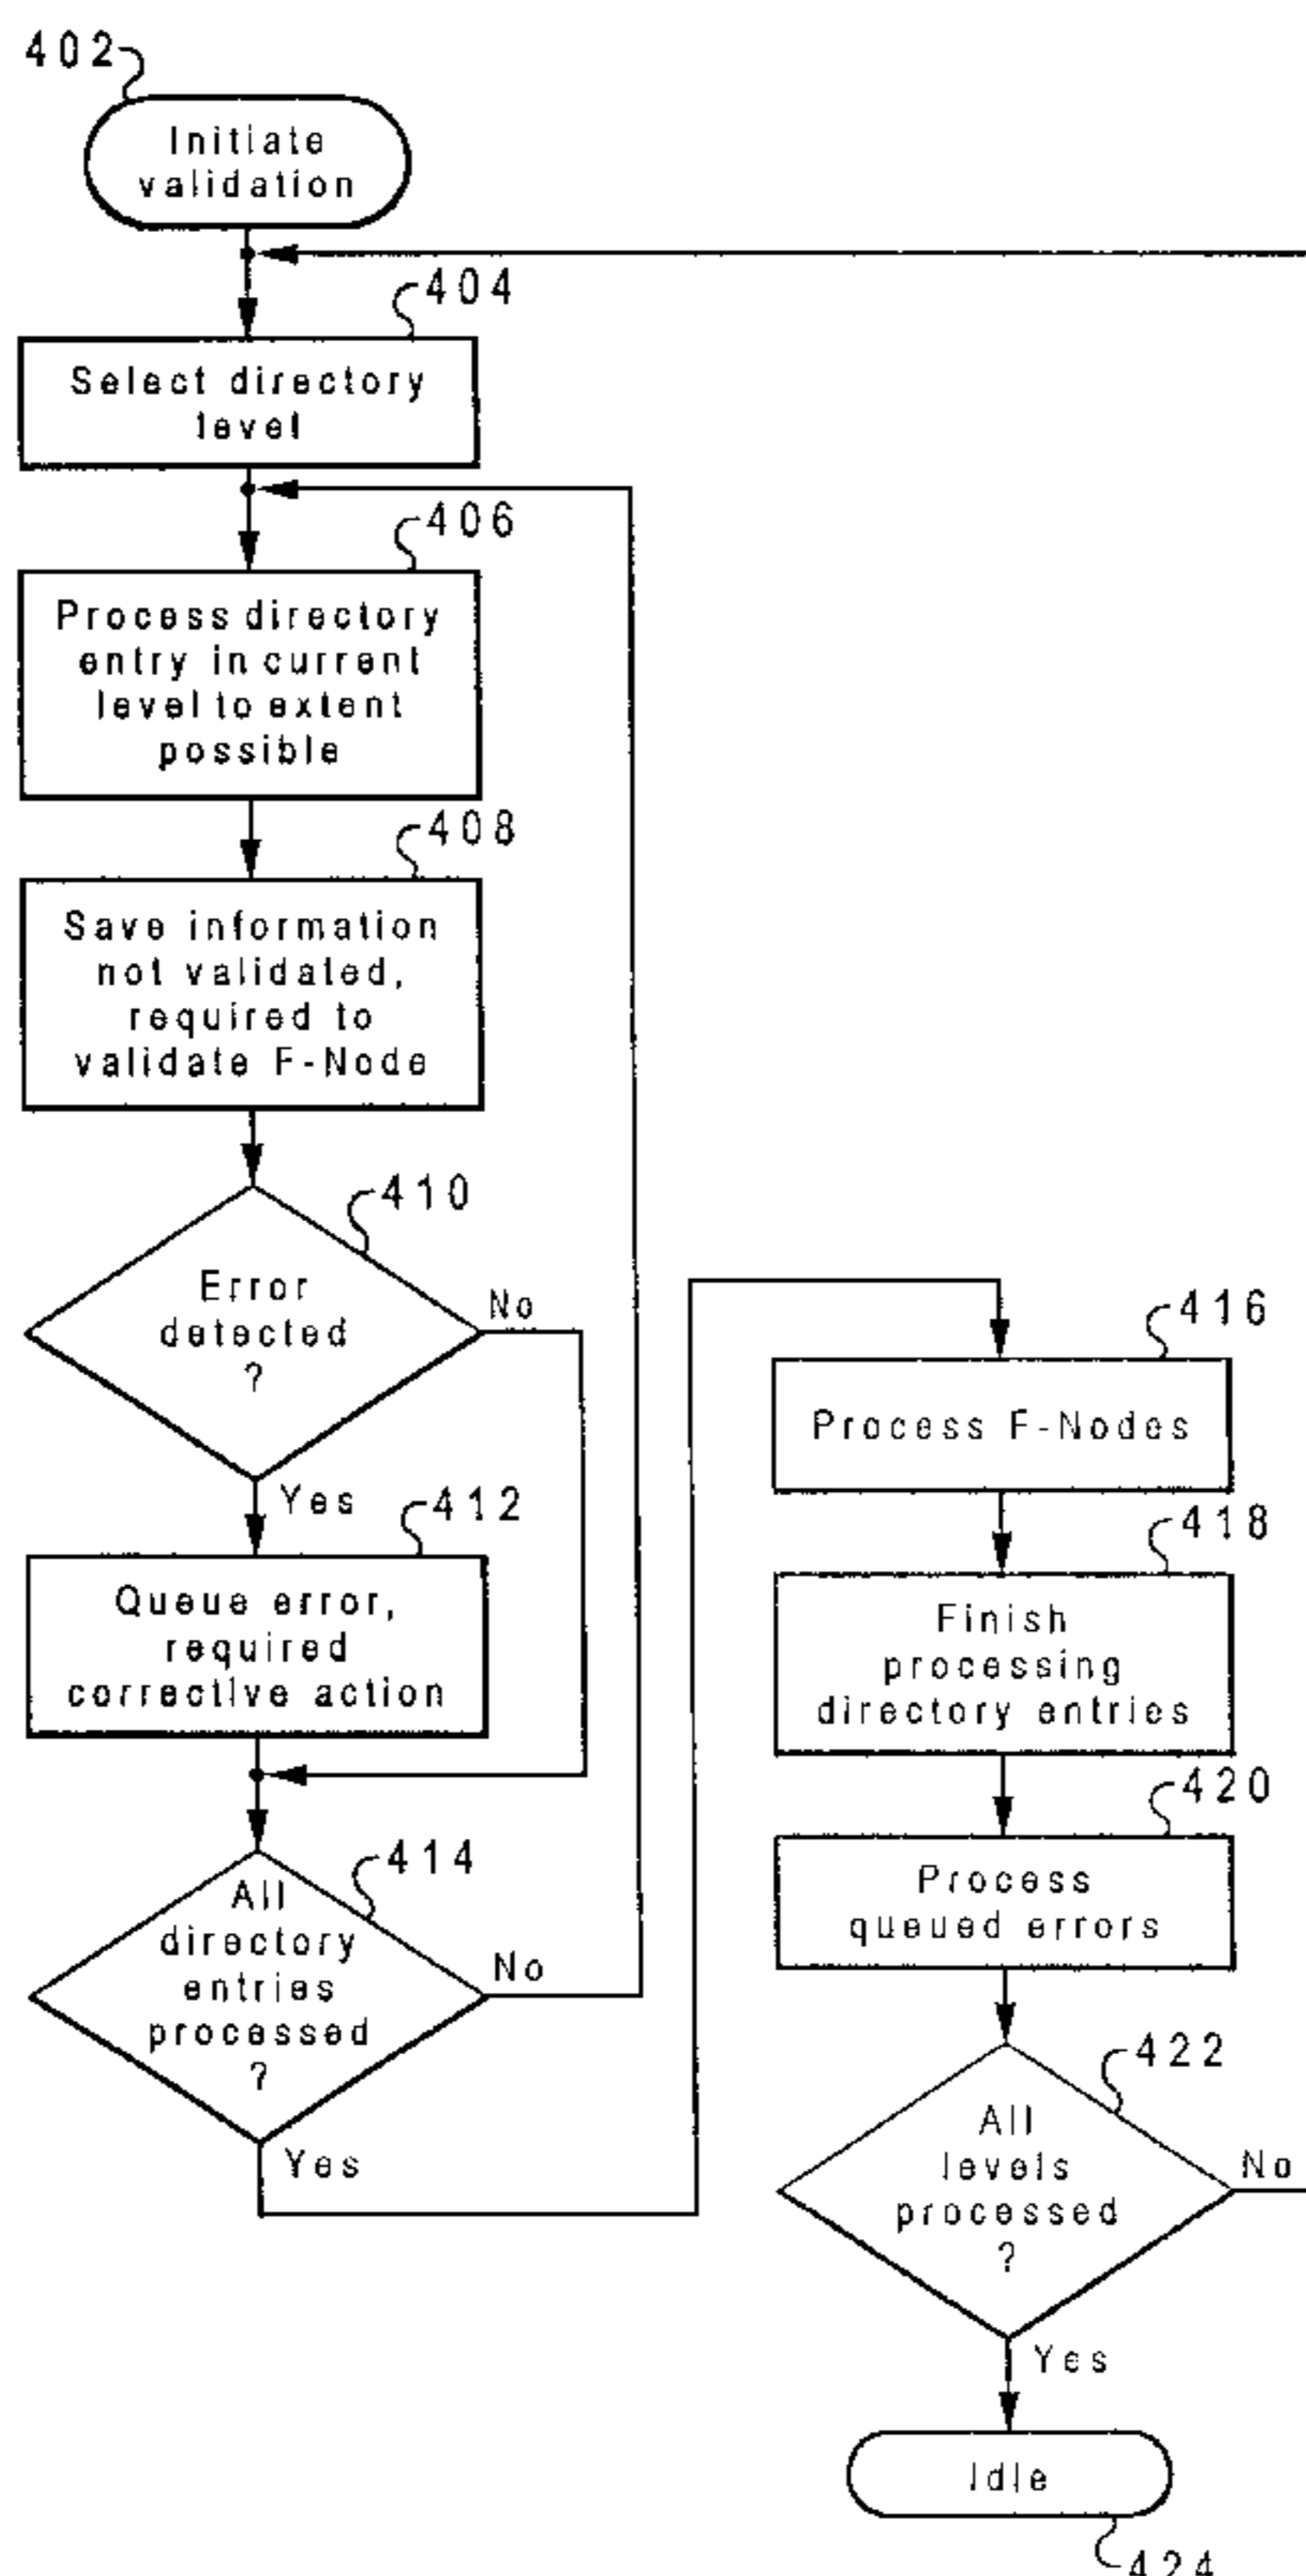 402
Initiate
validation
404
Select directory
level
406
Process directory
entry in current
level to extent
possible
408
Save information
not validated,
required to
validate F-Node
410
Error
detected
?
No
Yes
412
Queue error,
required
corrective action
414
All
directory
entries
processed
?
No
Yes
416
Process F-Nodes
418
Finish
processing
directory entries
420
Process
queued errors
422
All
levels
processed
?
No
Yes
Idle
424